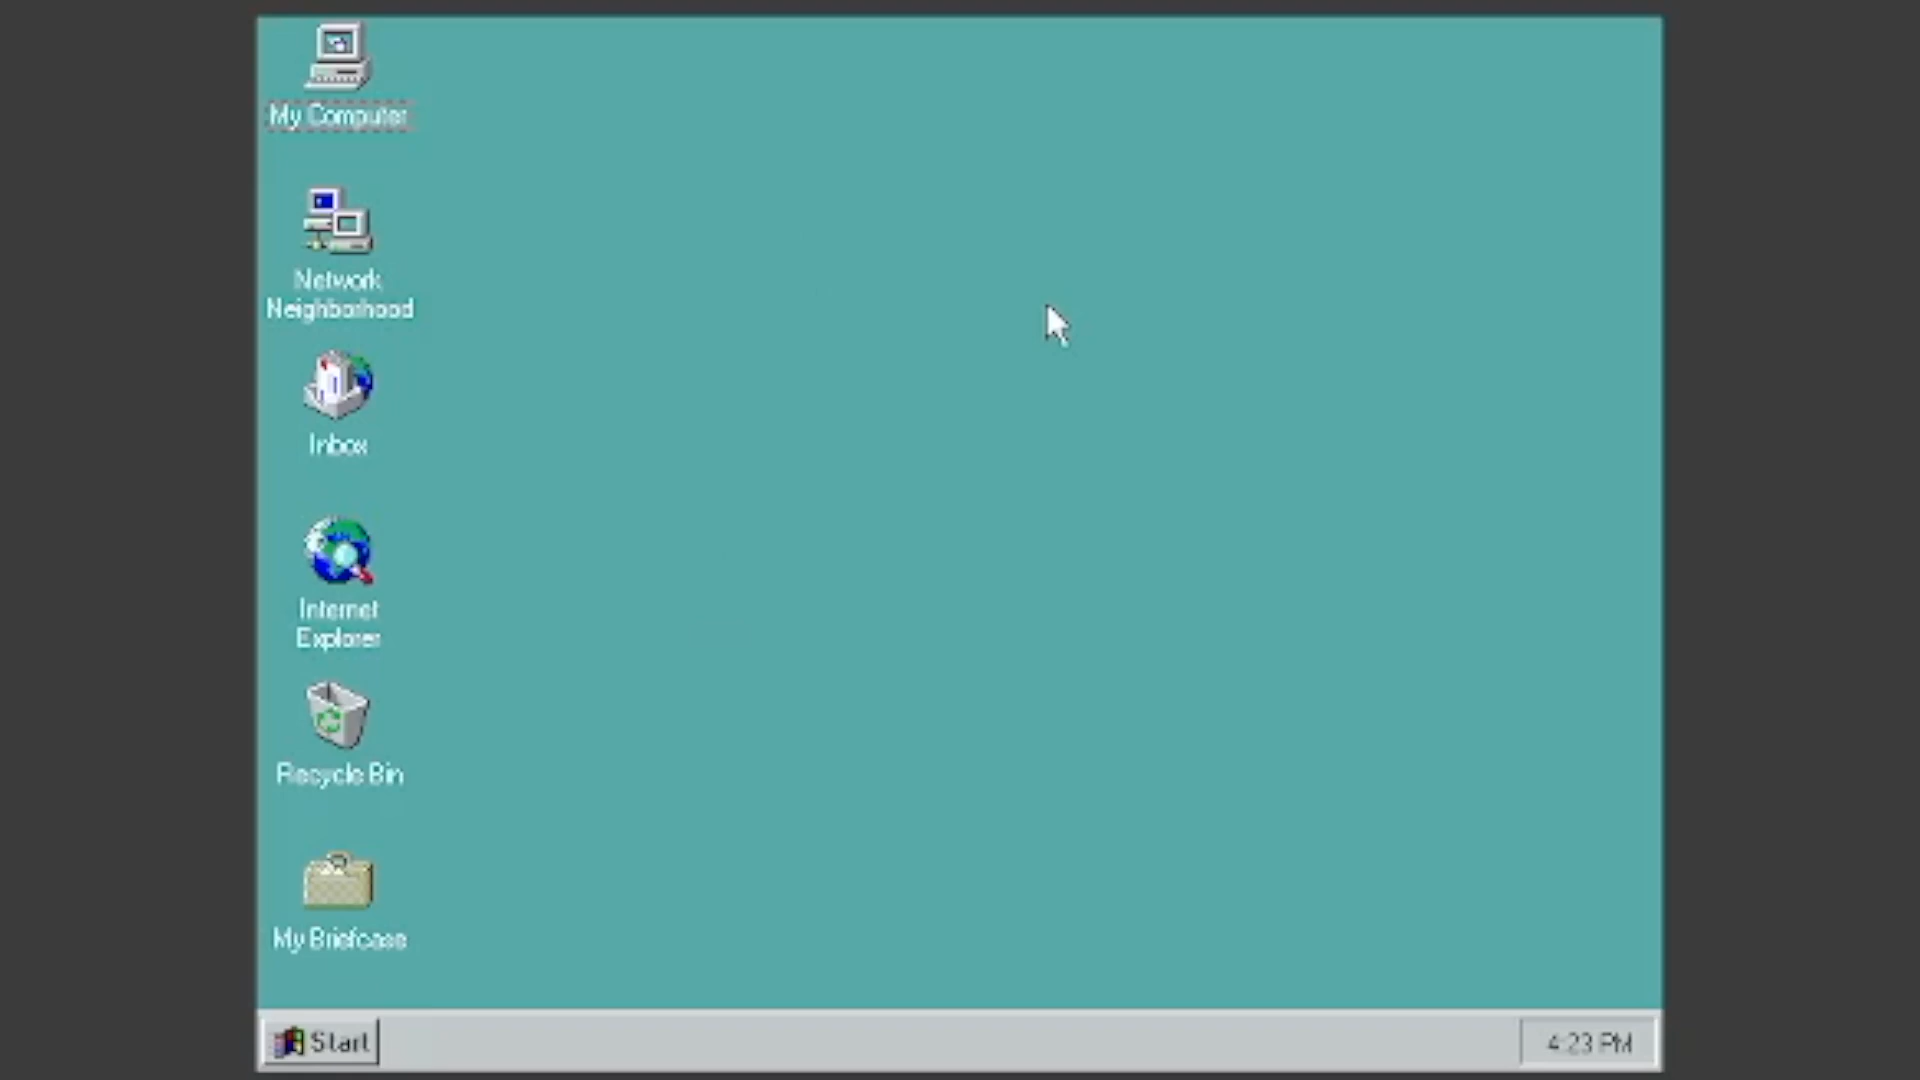 My Computer
Network
Neighborhood
Inbox
Internet
Explorer
Recycle Bin
My Briefcase
Start
4:23 PM